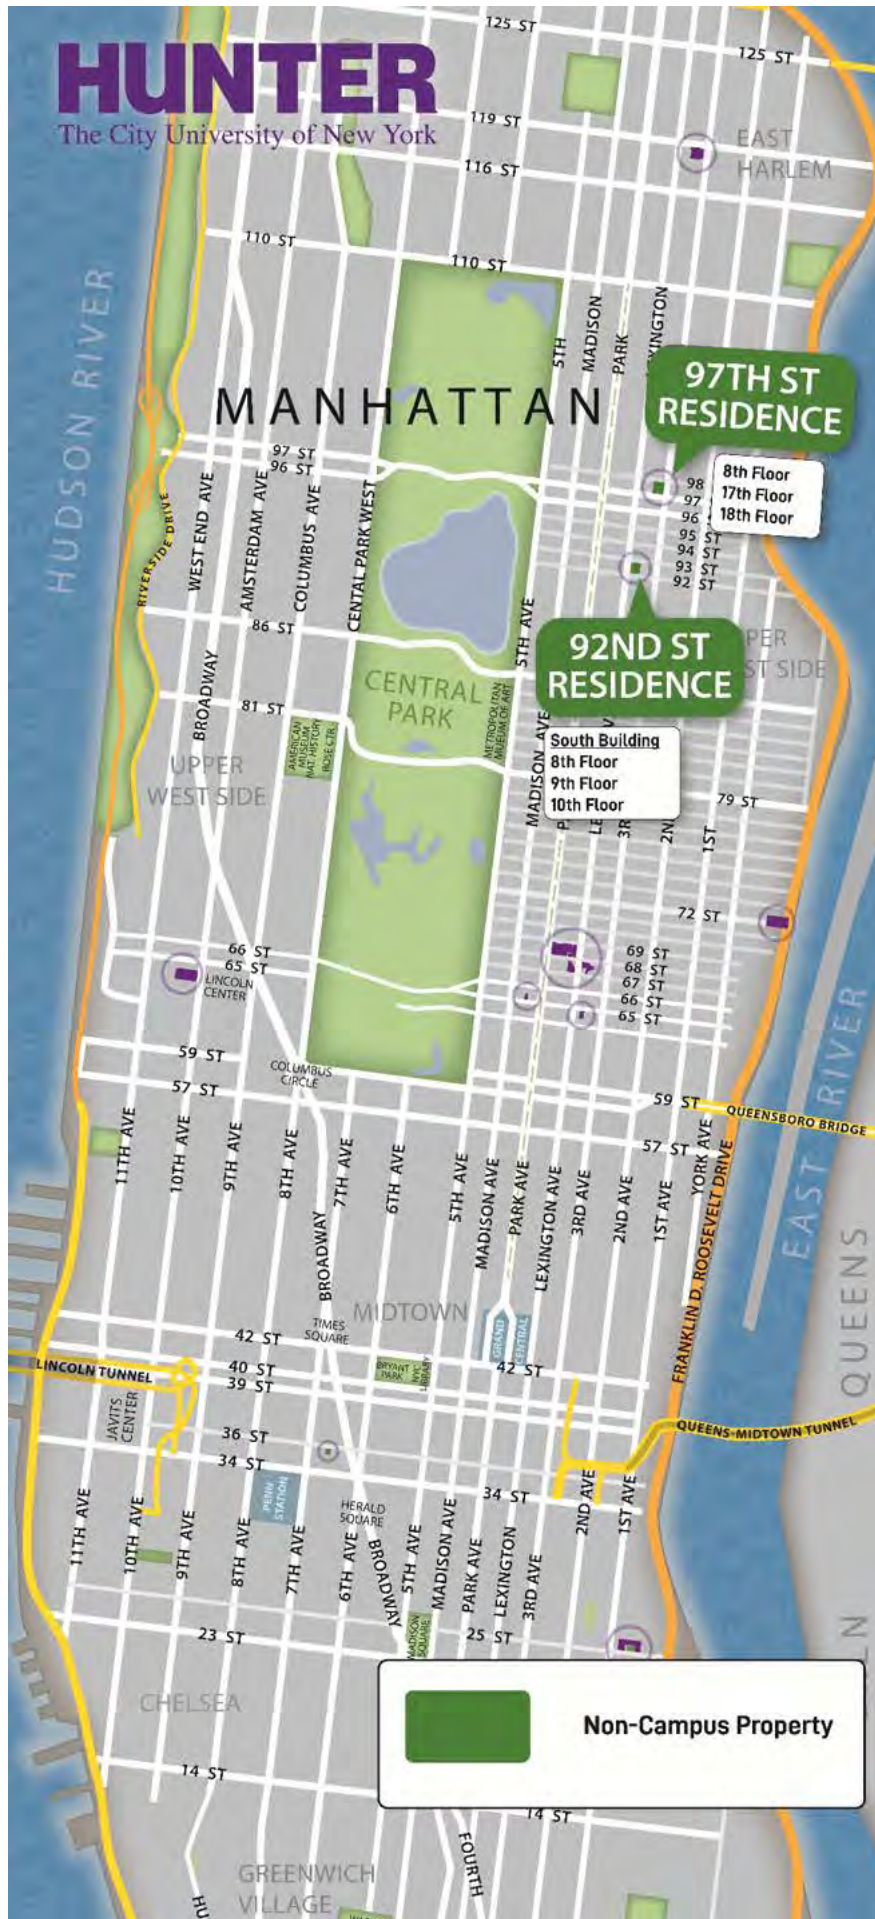 125 ST
125 ST
HUNTER
The City University of New York
119 ST
EAST
HARLEM
116 ST
110 ST
110 ST
HUDSON RIVER
5TH
MADISON
PARK
97TH ST
RESIDENCE
MANHATTAN
8th Floor
17th Floor
18th Floor
97 ST
96 ST
98
97
96
95 ST
94 ST
93 ST
92 ST
RIVERSIDE DRIVE
WEST END AVE
AMSTERDAM AVE
COLUMBUS AVE
CENTAL PARK WEST
86 ST
5TH AVE
92ND ST
RESIDENCE
BROADWAY
CENTRAL
PARK
METROPOLITAN
MUEUM OF ART
81 ST
AMERICAN
MUSEUM
NAT. HISTORY
ROSE CTR.
South Building
8th Floor
9th Floor
10th Floor
UPPER
WEST SIDE
MADISON AVE
79 ST
1ST
72 ST
66 ST
65 ST
LINCOLN
CENTER
69 ST
68 ST
67 ST
66 ST
65 ST
59 ST
57 ST
COLUMBUS
CIRCLE
59 ST
QUEENSBORO BRIDGE
57 ST
EAST RIVER
11TH AVE
10TH AVE
9TH AVE
8TH AVE
7TH AVE
6TH AVE
5TH AVE
MADISON AVE
PARK AVE
LEXINGTON AVE
3RD AVE
2ND AVE
1ST AVE
YORK AVE
FRANKLIN D. ROOSEVELT DRIVE
QUEENS
BROADWAY
MIDTOWN
TIMES
SQUARE
42 ST
GRAND
CENTRAL
42 ST
LINCOLN TUNNEL
40 ST
39 ST
BRYANT
PARK
NYC
LIBRARY
JAVITS
CENTER
36 ST
34 ST
QUEENS-MIDTOWN TUNNEL
PENN
STATION
34 ST
HERALD
SQUARE
11TH AVE
10TH AVE
9TH AVE
8TH AVE
7TH AVE
6TH AVE
BROADWAY
5TH AVE
MADISON AVE
PARK AVE
LEXINGTON
3RD AVE
2ND AVE
1ST AVE
23 ST
MADISON
SQUARE
25 ST
CHELSEA
Non-Campus Property
14 ST
14 ST
FOURTH
GREENWICH
VILLAGE